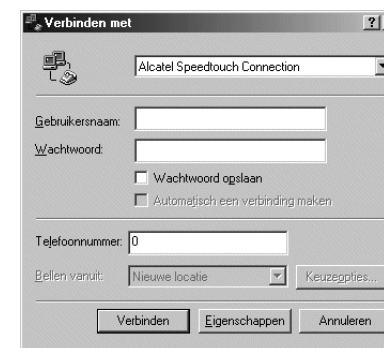 Verbinden met
Alcatel Speedtouch Connection
Gebruikersnaam:
Wachtwoord:
Wachtwoord opslaan
Automatisch een verbinding maken
Telefoonnummer: 0
Bellen vanuit: Nieuwe locatie Keuzeopties...
Verbinden Eigenschappen Annuleren